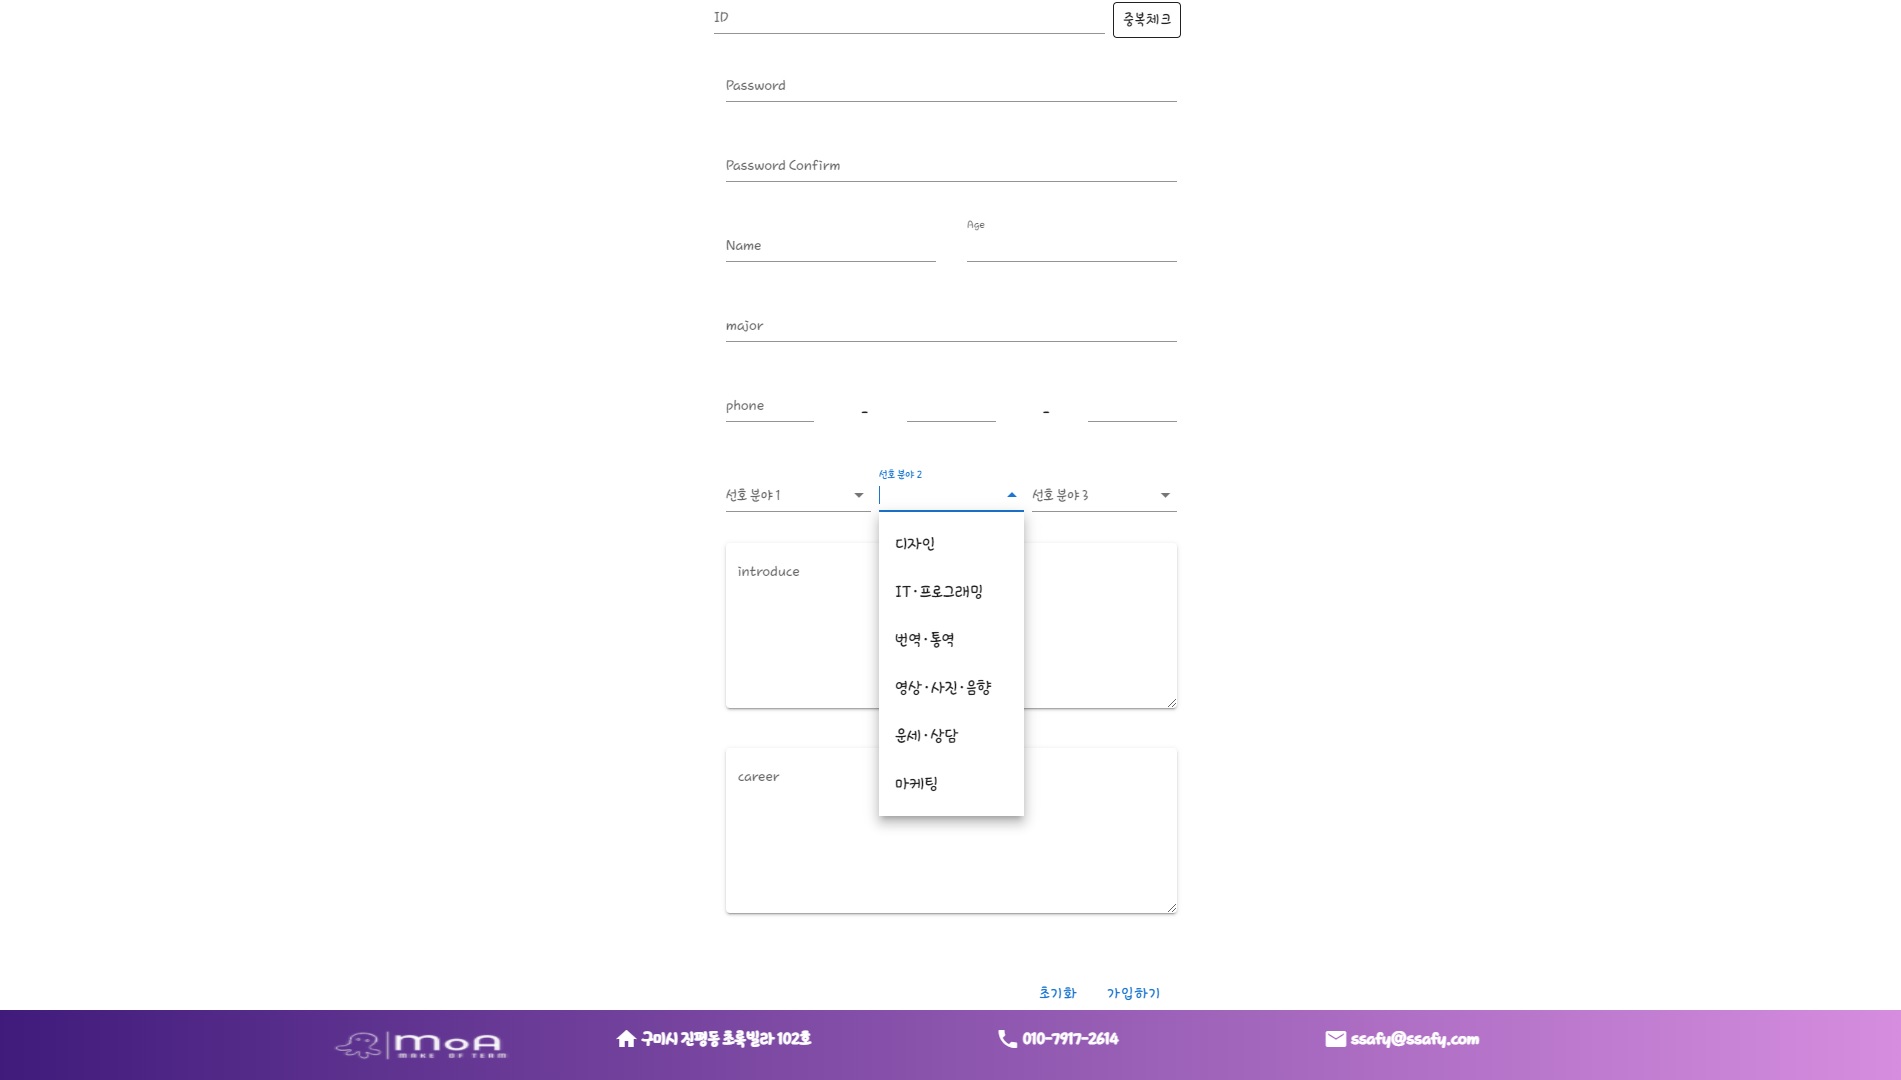 ID
중복체크
Password
Password Confirm
Name
Age
major
phone
-
-
선호 분야 1
선호 분야 2
선호 분야 3
디자인
IT·프로그래밍
번역·통역
영상·사진·음향
운세·상담
마케팅
introduce
career
초기화 가입하기
MOA
MAKE OF TEAM
구미시 진평동 초록빌라 102호
010-7917-2614
ssafy@ssafy.com